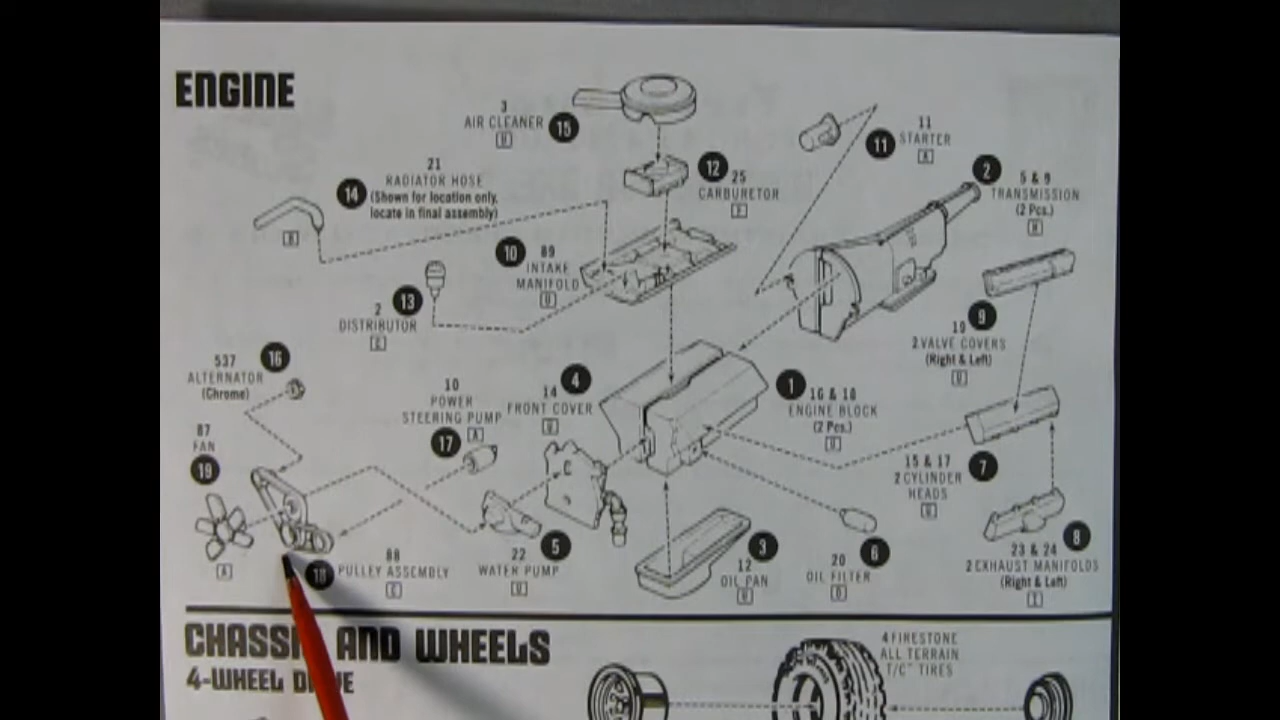 ENGINE
3
AIR CLEANER
15
11
STARTER
11
12
25
CARBURETOR
2
5 & 9
TRANSMISSION
(2 Pcs.)
21
RADIATOR HOSE
14
(Shown for location only,
locate in final assembly)
10
89
INTAKE
MANIFOLD
13
2
DISTRIBUTOR
9
19
2 VALVE COVERS
(Right & Left)
16
537
ALTERNATOR
(Chrome)
10
POWER
STEERING PUMP
17
4
14
FRONT COVER
1
16 & 18
ENGINE BLOCK
(2 Pcs.)
87
FAN
19
7
15 & 17
2 CYLINDER
HEADS
18
88
PULLEY ASSEMBLY
5
22
WATER PUMP
3
12
OIL PAN
6
20
OIL FILTER
8
23 & 24
2 EXHAUST MANIFOLDS
(Right & Left)
A
CHASSI AND WHEELS
4-WHEEL D VE
4 FIRESTONE
ALL TERRAIN
T/C" TIRES